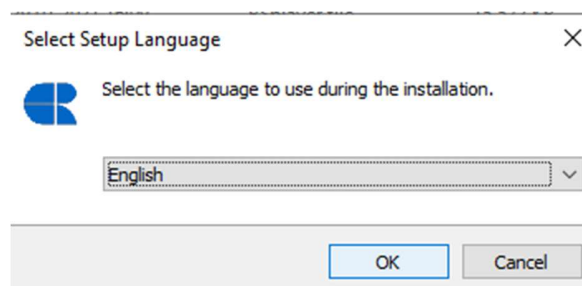 Select Setup Language
Select the language to use during the installation.
English
OK
Cancel